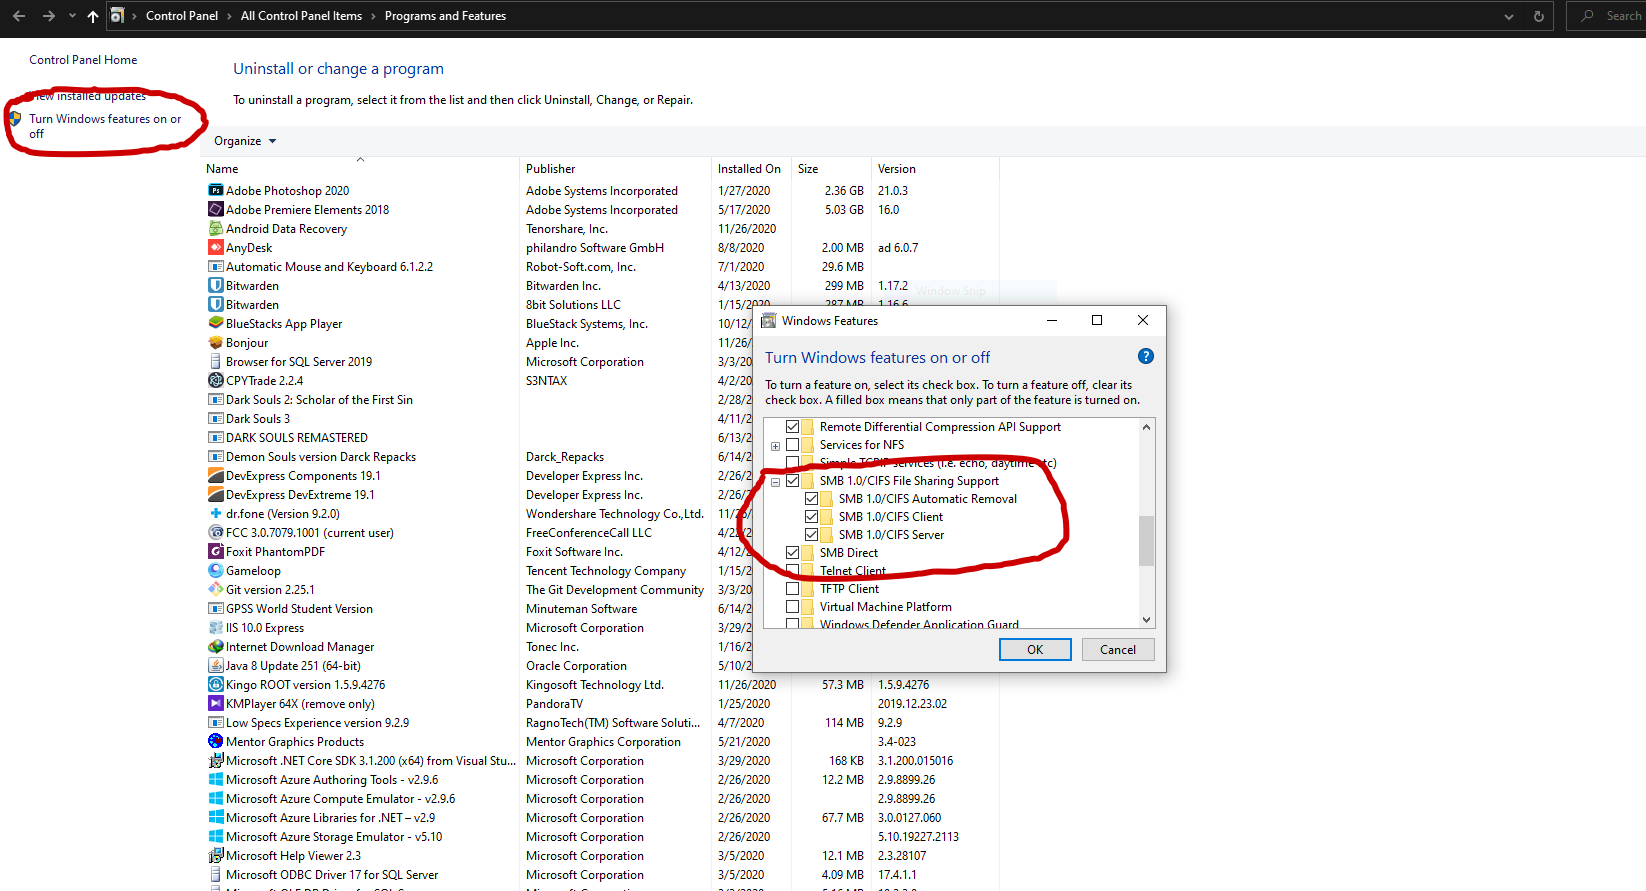 Control Panel › All Control Panel Items › Programs and Features
Search
Control Panel Home
View installed updates
Turn Windows features on or
off
Uninstall or change a program
To uninstall a program, select it from the list and then click Uninstall, Change, or Repair.
Organize
Name Publisher Installed On Size Version
Adobe Photoshop 2020 Adobe Systems Incorporated 1/27/2020 2.36 GB 21.0.3
Adobe Premiere Elements 2018 Adobe Systems Incorporated 5/17/2020 5.03 GB 16.0
Android Data Recovery Tenorshare, Inc. 11/26/2020
AnyDesk philandro Software GmbH 8/8/2020 2.00 MB ad 6.0.7
Automatic Mouse and Keyboard 6.1.2.2 Robot-Soft.com, Inc. 7/1/2020 29.6 MB
Bitwarden Bitwarden Inc. 4/13/2020 299 MB 1.17.2
Window Snip
Bitwarden 8bit Solutions LLC 1/15/2020 287 MB 1.16.6
BlueStacks App Player BlueStack Systems, Inc. 10/12/
Bonjour Apple Inc. 11/26/
Browser for SQL Server 2019 Microsoft Corporation 3/3/20
CPYTrade 2.2.4 S3NTAX 4/2/20
Dark Souls 2: Scholar of the First Sin 2/28/2
Dark Souls 3 4/11/2
DARK SOULS REMASTERED 6/13/2
Demon Souls version Darck Repacks Darck_Repacks 6/14/2
DevExpress Components 19.1 Developer Express Inc. 2/26/2
DevExpress DevExtreme 19.1 Developer Express Inc. 2/26/2
dr.fone (Version 9.2.0) Wondershare Technology Co.,Ltd. 11/26
FCC 3.0.7079.1001 (current user) FreeConferenceCall LLC 4/22/2
Foxit PhantomPDF Foxit Software Inc. 4/12/2
Gameloop Tencent Technology Company 1/15/2
Git version 2.25.1 The Git Development Community 3/3/20
GPSS World Student Version Minuteman Software 6/14/2
IIS 10.0 Express Microsoft Corporation 3/29/2
Internet Download Manager Tonec Inc. 1/16/2
Java 8 Update 251 (64-bit) Oracle Corporation 5/10/2
Kingo ROOT version 1.5.9.4276 Kingosoft Technology Ltd. 11/26/2020 57.3 MB 1.5.9.4276
KMPlayer 64X (remove only) PandoraTV 1/25/2020 2019.12.23.02
Low Specs Experience version 9.2.9 RagnoTech(TM) Software Soluti... 4/7/2020 114 MB 9.2.9
Mentor Graphics Products Mentor Graphics Corporation 5/21/2020 3.4-023
Microsoft .NET Core SDK 3.1.200 (x64) from Visual Stu... Microsoft Corporation 3/29/2020 168 KB 3.1.200.015016
Microsoft Azure Authoring Tools - v2.9.6 Microsoft Corporation 2/26/2020 12.2 MB 2.9.8899.26
Microsoft Azure Compute Emulator - v2.9.6 Microsoft Corporation 2/26/2020 2.9.8899.26
Microsoft Azure Libraries for .NET – v2.9 Microsoft Corporation 2/26/2020 67.7 MB 3.0.0127.060
Microsoft Azure Storage Emulator - v5.10 Microsoft Corporation 2/26/2020 5.10.19227.2113
Microsoft Help Viewer 2.3 Microsoft Corporation 3/5/2020 12.1 MB 2.3.28107
Microsoft ODBC Driver 17 for SQL Server Microsoft Corporation 3/5/2020 4.09 MB 17.4.1.1
Windows Features
Turn Windows features on or off
To turn a feature on, select its check box. To turn a feature off, clear its
check box. A filled box means that only part of the feature is turned on.
Remote Differential Compression API Support
Services for NFS
Simple TCPIP services (i.e. echo, daytime etc)
SMB 1.0/CIFS File Sharing Support
SMB 1.0/CIFS Automatic Removal
SMB 1.0/CIFS Client
SMB 1.0/CIFS Server
SMB Direct
Telnet Client
TFTP Client
Virtual Machine Platform
Windows Defender Application Guard
OK Cancel